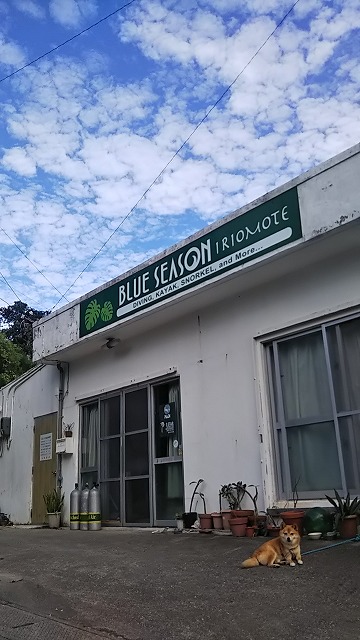 BLUE SEASON IRIOMOTE
DIVING, KAYAK, SNORKEL, and More...